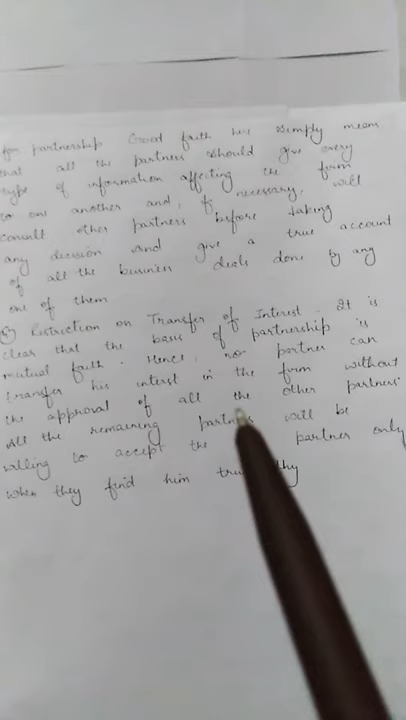 for partnership Good faith here simply means
that all the partners should give every
type of information affecting the firm
to one another and, if necessary, will
consult other partners before taking
any decision and give a true account
of all the business deals done by any
one of them
Restriction on Transfer of Interest. It is
clear that the basis of partnership is
mutual faith. Hence, no partner can
transfer his interst in the firm without
the approval of all the other partners.
All the remaining partners will be
willing to accept the partner only
when they find him